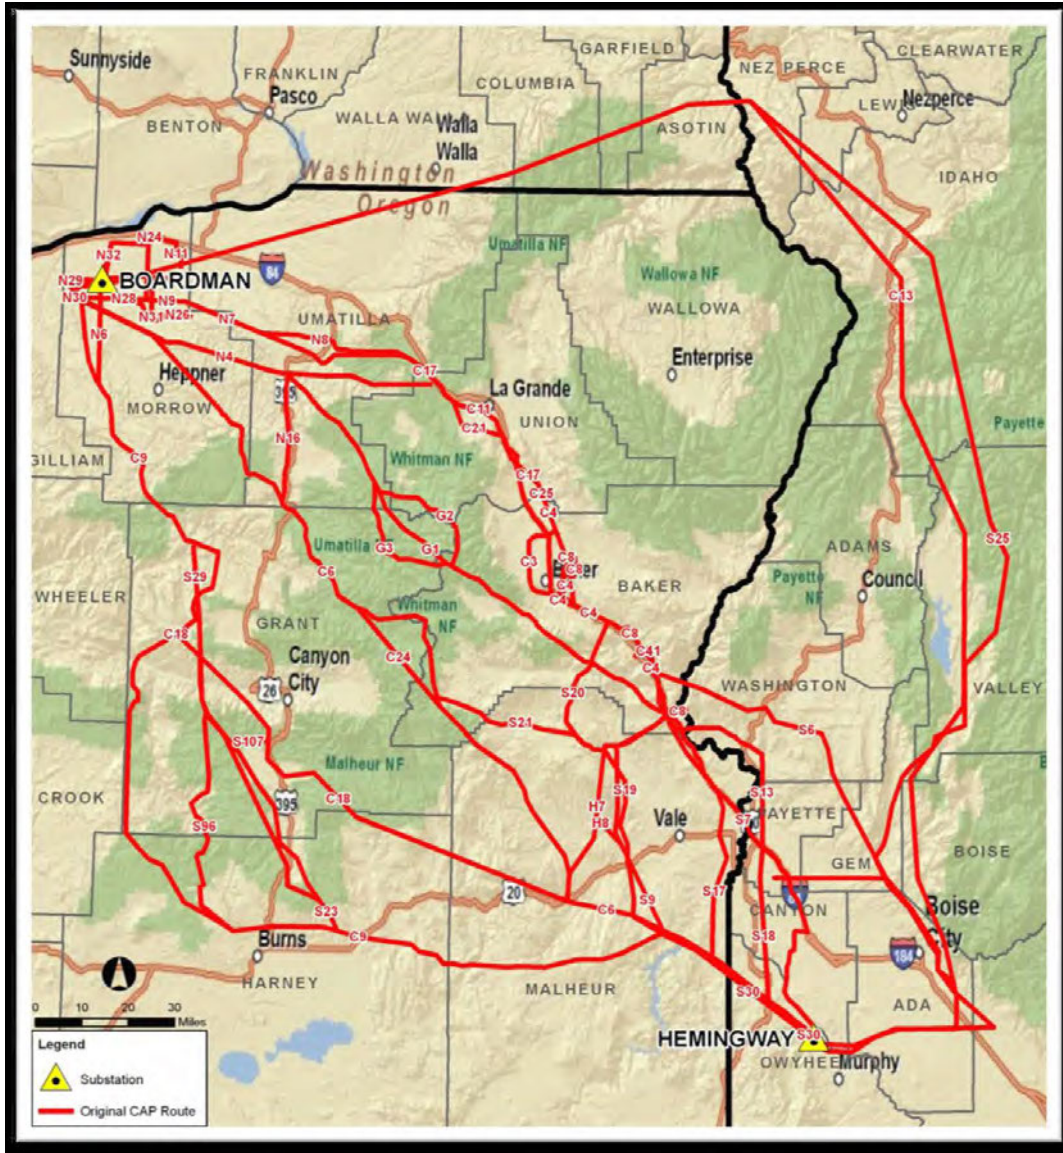 GARFIELD
CLEARWATER
Sunnyside
NEZ PERCE
FRANKLIN
COLUMBIA
Pasco
LEWIS
Nezperce
BENTON
WALLA WALLA
ASOTIN
Walla
Walla
Washington
IDAHO
Oregon
N24
N11
Umatilla NF
N32
84
Wallowa NF
N29
BOARDMAN
C13
N30
N28
N9
WALLOWA
N31
N26
N7
UMATILLA
N6
N8
N4
Enterprise
C17
Heppner
395
La Grande
MORROW
C11
UNION
Payette
C21
N16
GILLIAM
C9
Whitman NF
C17
C25
G2
C4
S25
Umatilla NF
G3
G1
ADAMS
S29
C6
C3
C8
C8
Baker
BAKER
Payette
NF
Council
WHEELER
C4
C4
Whitman
NF
C4
GRANT
C18
C8
Canyon
City
C24
C41
C4
WASHINGTON
VALLEY
26
S20
C8
S21
S6
S107
Malheur NF
CROOK
S19
S13
395
C18
H7
PAYETTE
S96
H8
Vale
S7
GEM
BOISE
20
S17
84
S23
C6
S9
CANYON
Boise
City
C9
S18
184
Burns
HARNEY
MALHEUR
S30
ADA
0 10 20 30
Miles
HEMINGWAY
S30
OWYHEE
Murphy
Legend
Substation
Original CAP Route